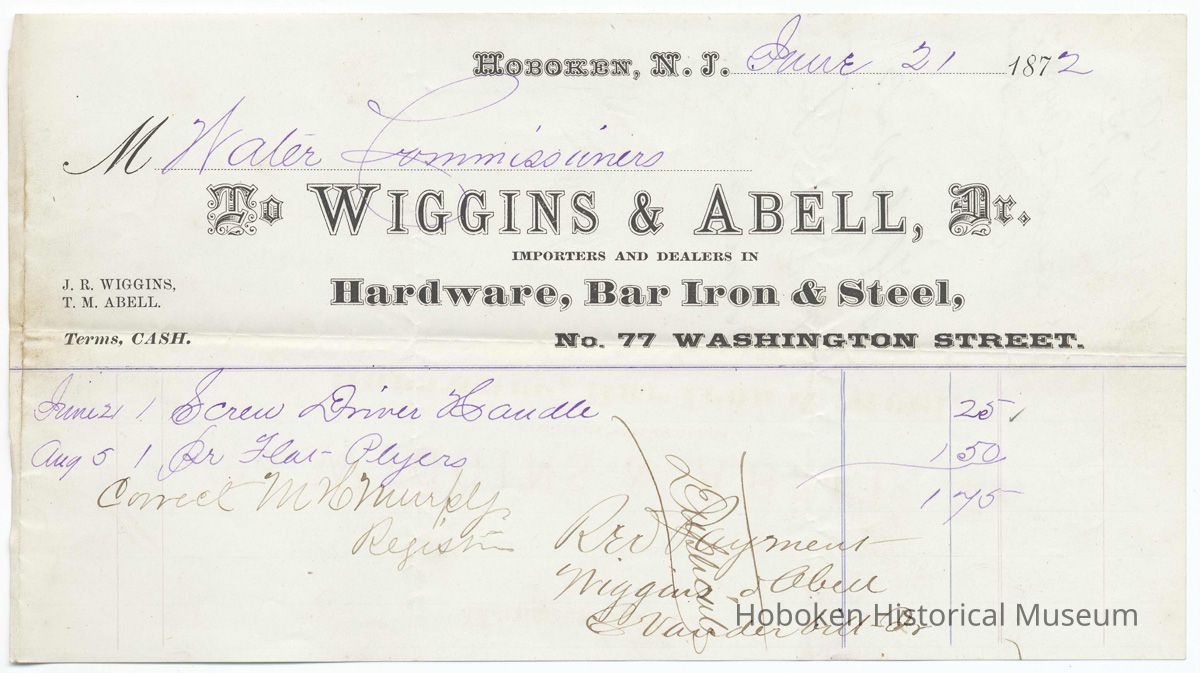 HOBOKEN, N. J. June 21 1872
M Water Commissioners
To WIGGINS & ABELL, Dr.
IMPORTERS AND DEALERS IN
J. R. WIGGINS,
T. M. ABELL.
Hardware, Bar Iron & Steel,
Terms, CASH.
No. 77 WASHINGTON STREET.
June 21 1 Screw Driver Handle 25 ✓
Aug 5 1 Pr Flat Plyers 1 50
1 75
Correct M H Murphy
Registrar
Rec Payment
Wiggins & Abell
Vanderbilt
Hoboken Historical Museum